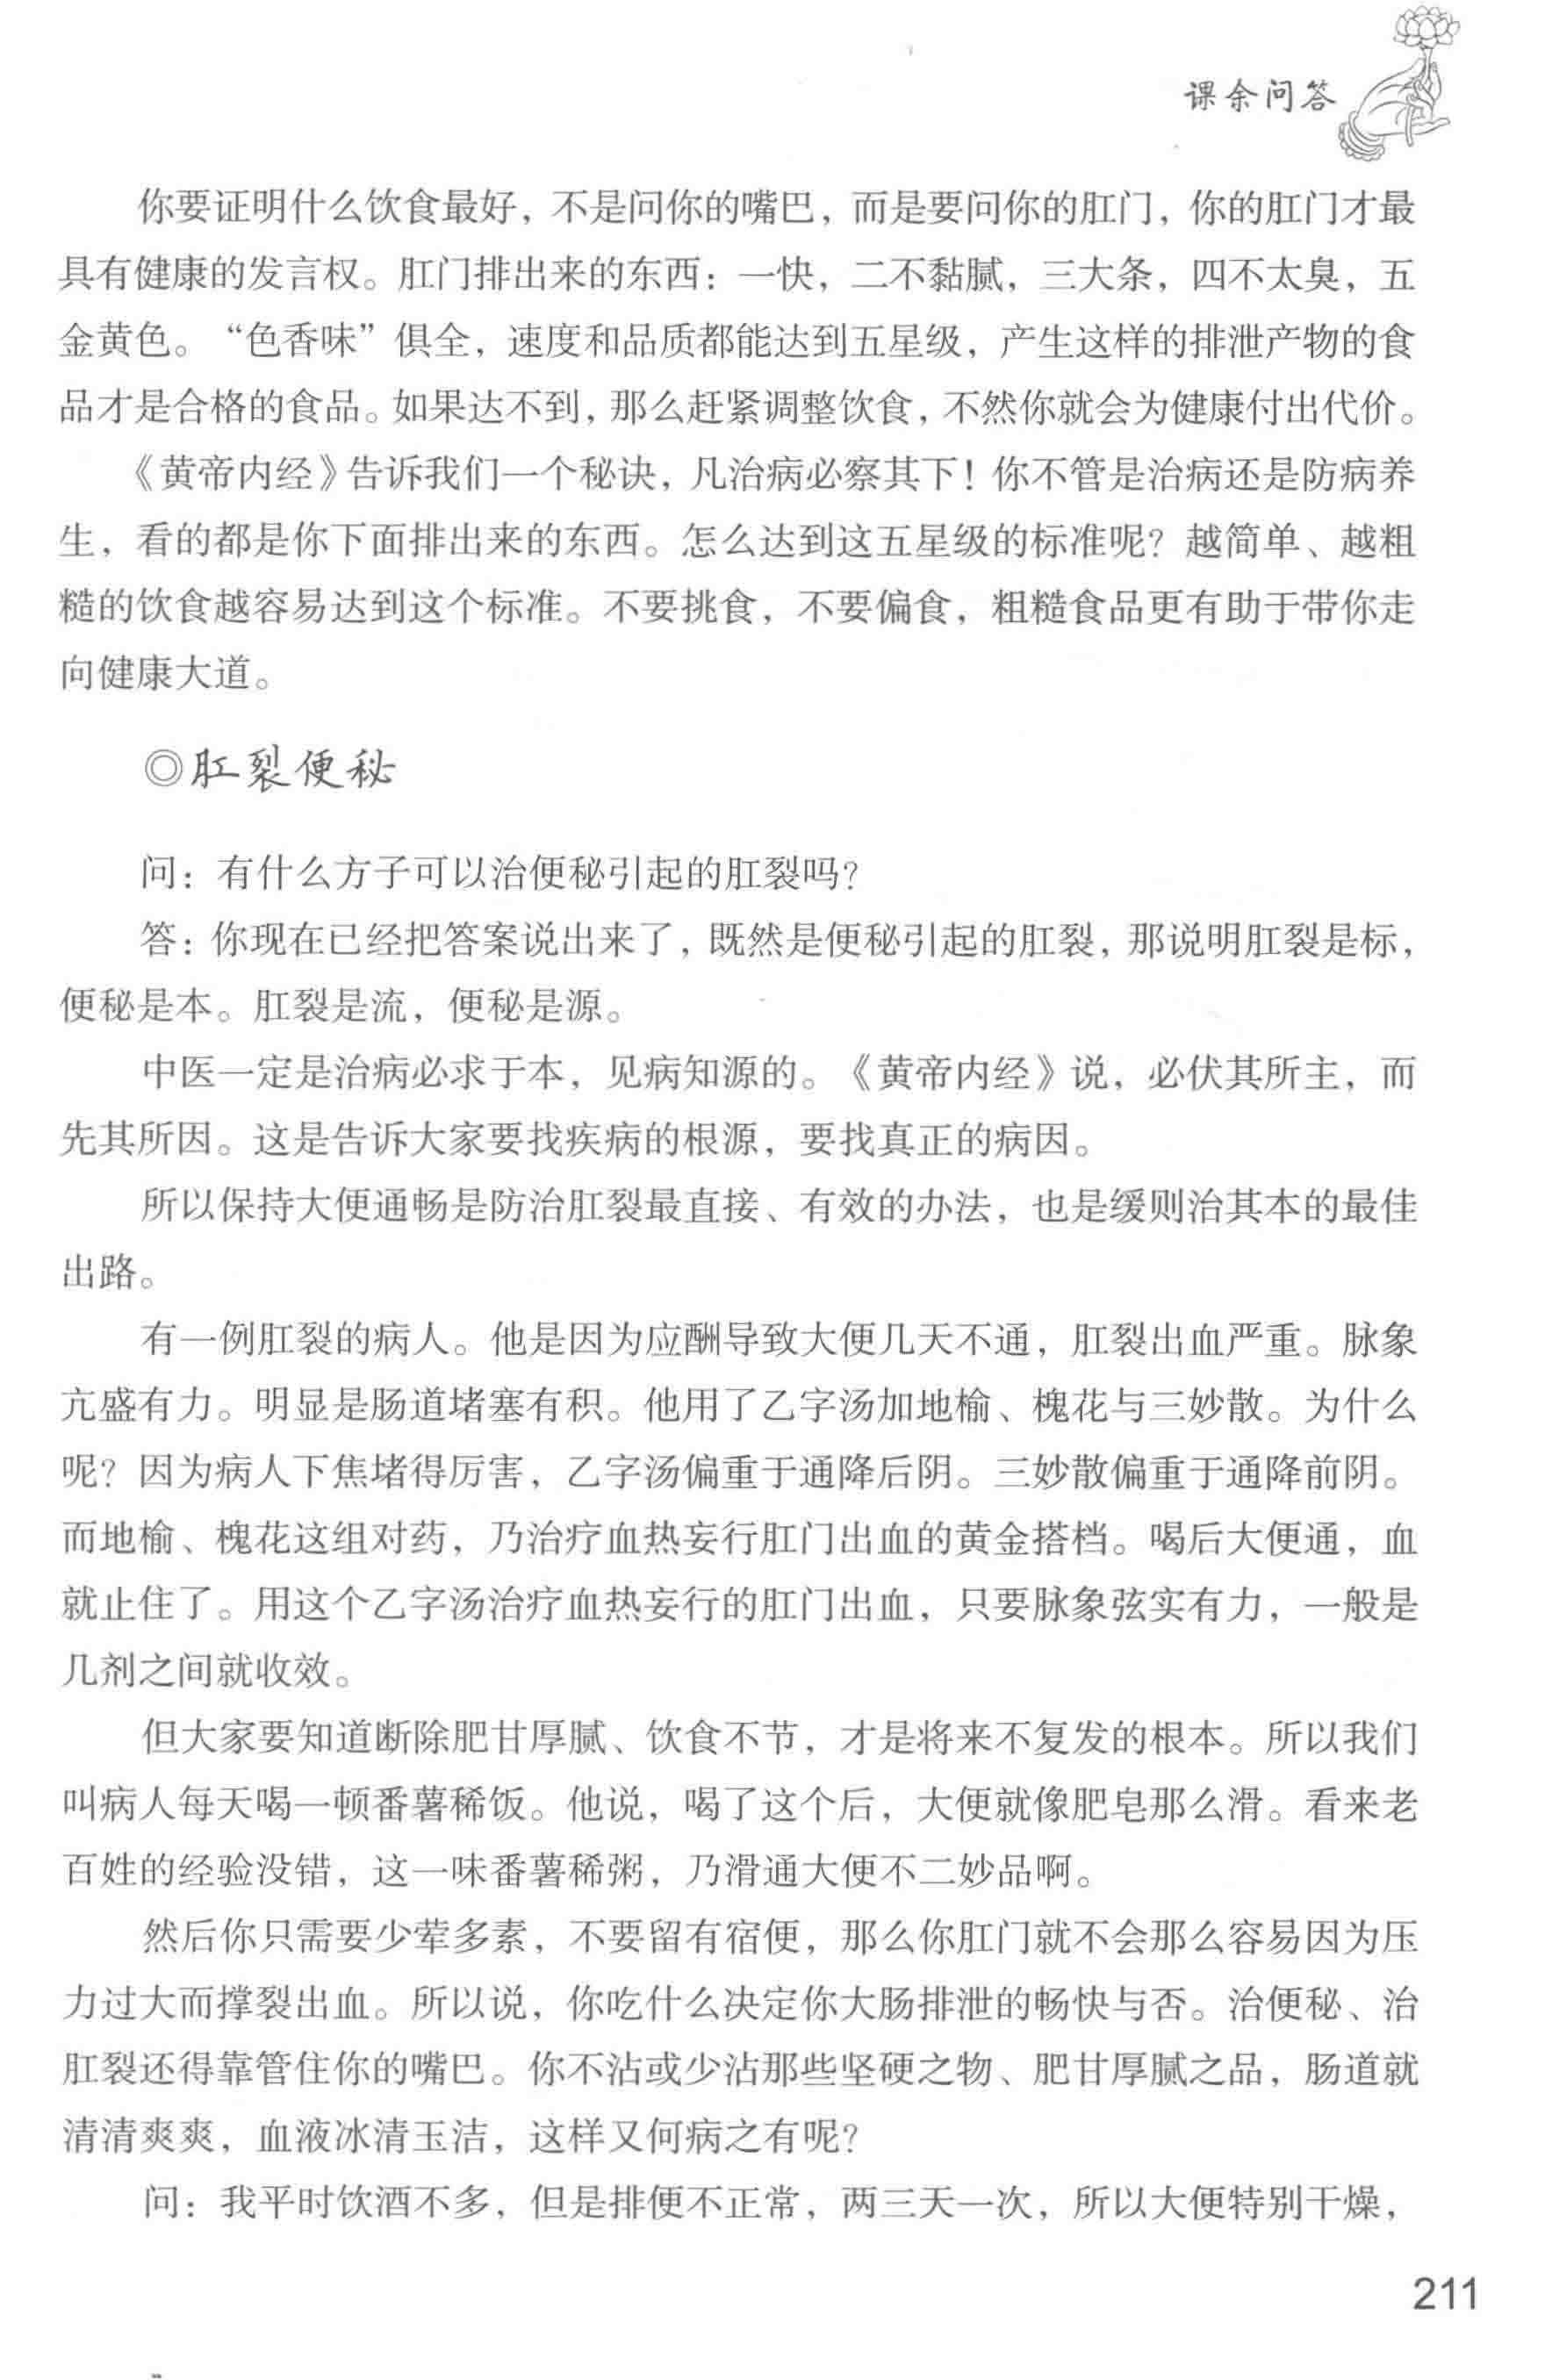 课余问答
你要证明什么饮食最好，不是问你的嘴巴，而是要问你的肛门，你的肛门才最
具有健康的发言权。肛门排出来的东西：一快，二不黏腻，三大条，四不太臭，五
金黄色。“色香味”俱全，速度和品质都能达到五星级，产生这样的排泄产物的食
品才是合格的食品。如果达不到，那么赶紧调整饮食，不然你就会为健康付出代价。
《黄帝内经》告诉我们一个秘诀，凡治病必察其下！你不管是治病还是防病养
生，看的都是你下面排出来的东西。怎么达到这五星级的标准呢？越简单、越粗
糙的饮食越容易达到这个标准。不要挑食，不要偏食，粗糙食品更有助于带你走
向健康大道。
◎肛裂便秘
问：有什么方子可以治便秘引起的肛裂吗？
答：你现在已经把答案说出来了，既然是便秘引起的肛裂，那说明肛裂是标，
便秘是本。肛裂是流，便秘是源。
中医一定是治病必求于本，见病知源的。《黄帝内经》说，必伏其所主，而
先其所因。这是告诉大家要找疾病的根源，要找真正的病因。
所以保持大便通畅是防治肛裂最直接、有效的办法，也是缓则治其本的最佳
出路。
有一例肛裂的病人。他是因为应酬导致大便几天不通，肛裂出血严重。脉象
亢盛有力。明显是肠道堵塞有积。他用了乙字汤加地榆、槐花与三妙散。为什么
呢？因为病人下焦堵得厉害，乙字汤偏重于通降后阴。三妙散偏重于通降前阴。
而地榆、槐花这组对药，乃治疗血热妄行肛门出血的黄金搭档。喝后大便通，血
就止住了。用这个乙字汤治疗血热妄行的肛门出血，只要脉象弦实有力，一般是
几剂之间就收效。
但大家要知道断除肥甘厚腻、饮食不节，才是将来不复发的根本。所以我们
叫病人每天喝一顿番薯稀饭。他说，喝了这个后，大便就像肥皂那么滑。看来老
百姓的经验没错，这一味番薯稀粥，乃滑通大便不二妙品啊。
然后你只需要少荤多素，不要留有宿便，那么你肛门就不会那么容易因为压
力过大而撑裂出血。所以说，你吃什么决定你大肠排泄的畅快与否。治便秘、治
肛裂还得靠管住你的嘴巴。你不沾或少沾那些坚硬之物、肥甘厚腻之品，肠道就
清清爽爽，血液冰清玉洁，这样又何病之有呢？
问：我平时饮酒不多，但是排便不正常，两三天一次，所以大便特别干燥，
211